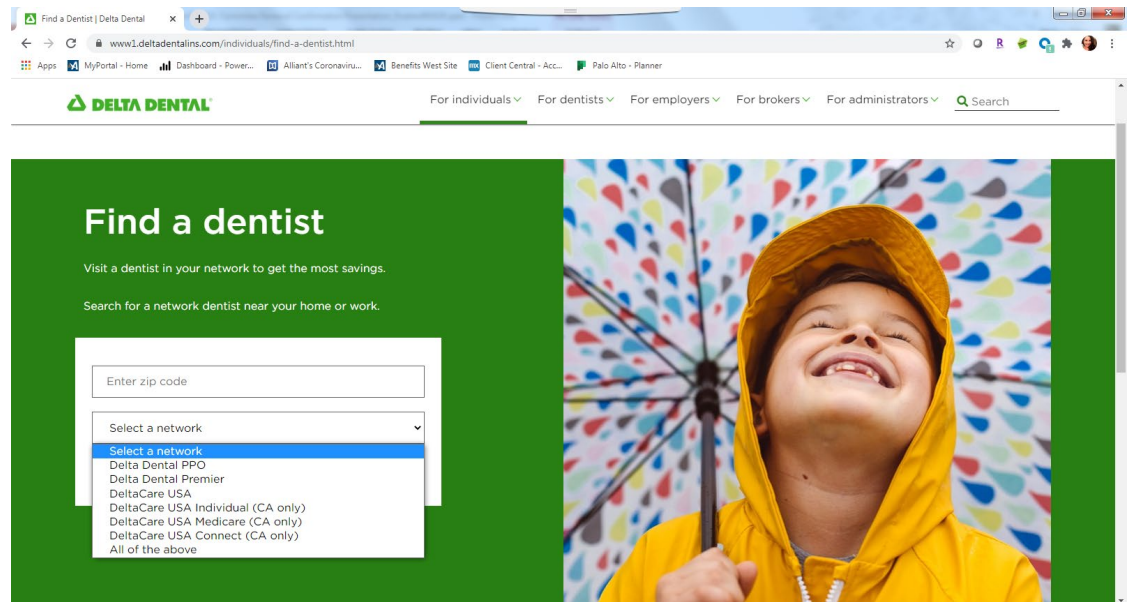 Find a Dentist | Delta Dental
www1.deltadentalins.com/individuals/find-a-dentist.html
Apps MyPortal - Home Dashboard - Power... Alliant's Coronaviru... Benefits West Site Client Central - Acc... Palo Alto - Planner
DELTA DENTAL
For individuals For dentists For employers For brokers For administrators Search
Find a dentist
Visit a dentist in your network to get the most savings.
Search for a network dentist near your home or work.
Enter zip code
Select a network
Select a network
Delta Dental PPO
Delta Dental Premier
DeltaCare USA
DeltaCare USA Individual (CA only)
DeltaCare USA Medicare (CA only)
DeltaCare USA Connect (CA only)
All of the above